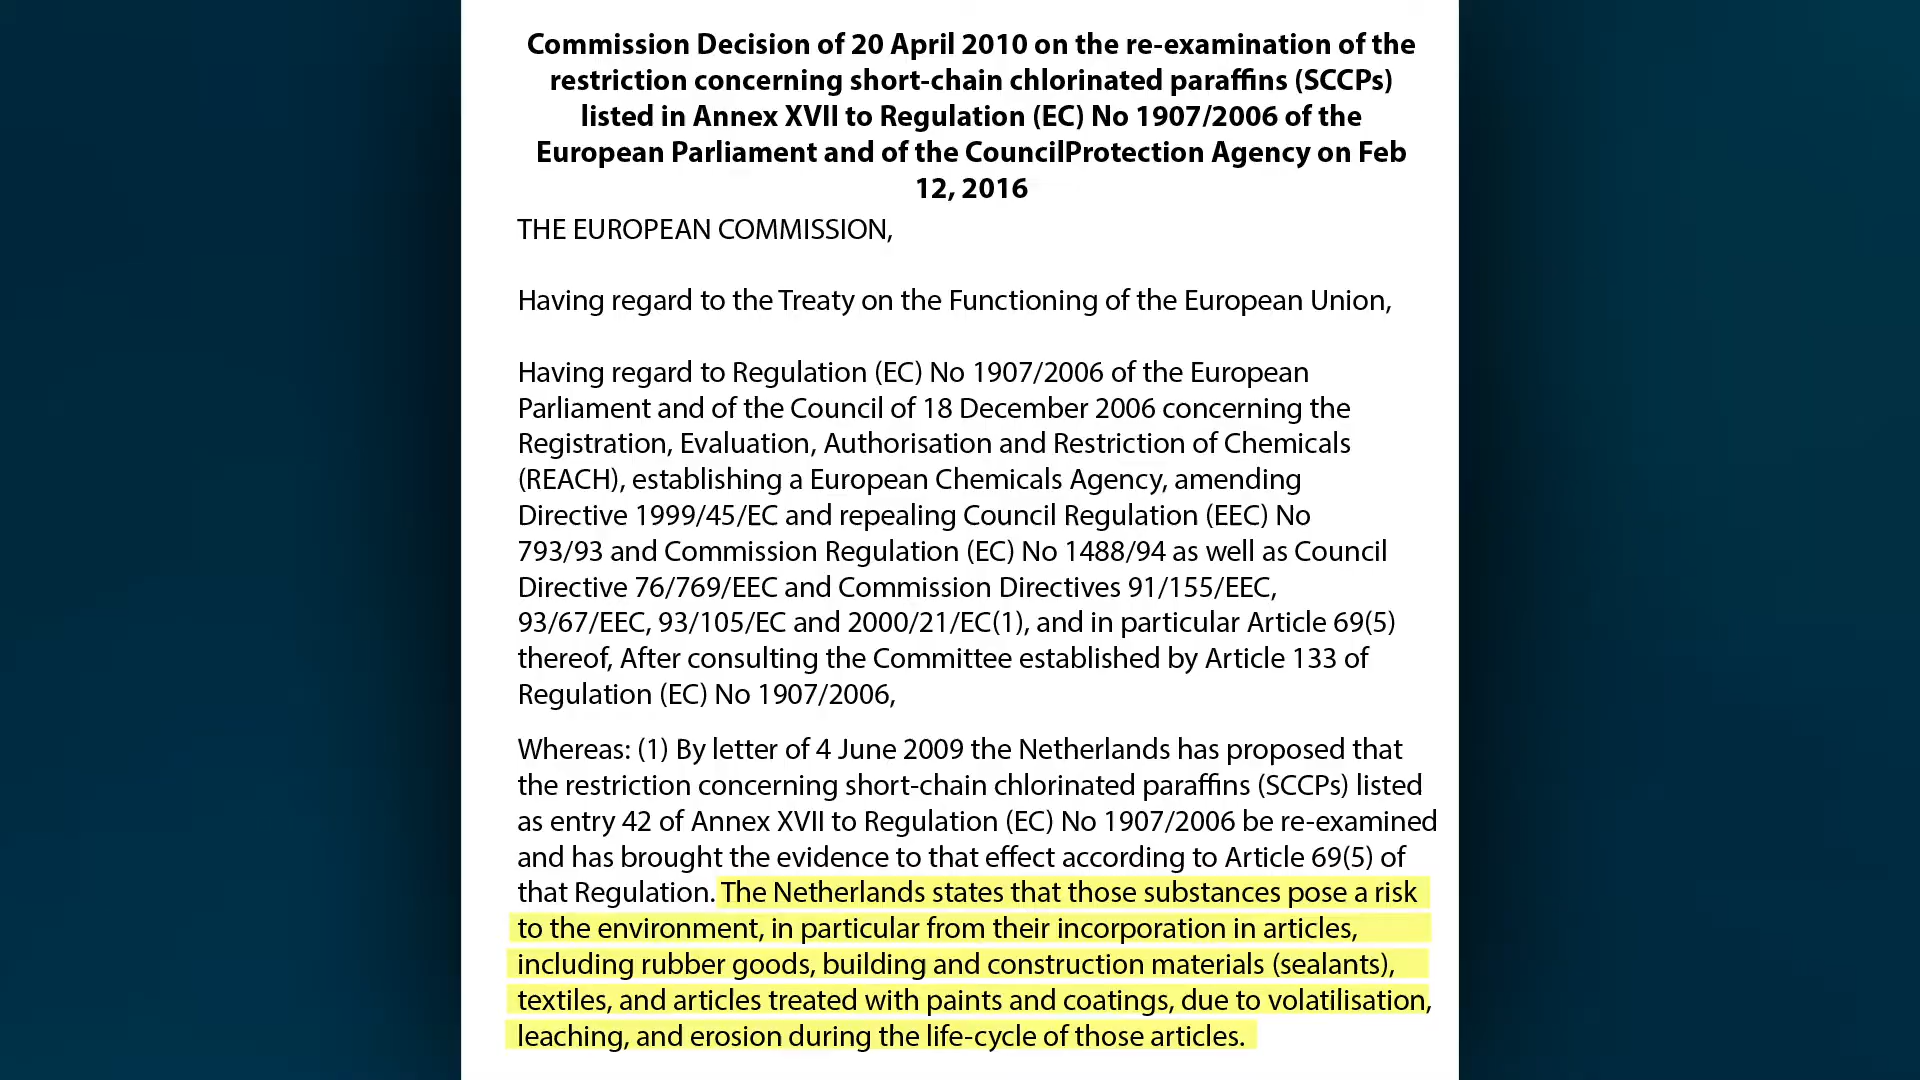 Commission Decision of 20 April 2010 on the re-examination of the
restriction concerning short-chain chlorinated paraffins (SCCPs)
listed in Annex XVII to Regulation (EC) No 1907/2006 of the
European Parliament and of the CouncilProtection Agency on Feb
12, 2016
THE EUROPEAN COMMISSION,
Having regard to the Treaty on the Functioning of the European Union,
Having regard to Regulation (EC) No 1907/2006 of the European
Parliament and of the Council of 18 December 2006 concerning the
Registration, Evaluation, Authorisation and Restriction of Chemicals
(REACH), establishing a European Chemicals Agency, amending
Directive 1999/45/EC and repealing Council Regulation (EEC) No
793/93 and Commission Regulation (EC) No 1488/94 as well as Council
Directive 76/769/EEC and Commission Directives 91/155/EEC,
93/67/EEC, 93/105/EC and 2000/21/EC(1), and in particular Article 69(5)
thereof, After consulting the Committee established by Article 133 of
Regulation (EC) No 1907/2006,
Whereas: (1) By letter of 4 June 2009 the Netherlands has proposed that
the restriction concerning short-chain chlorinated paraffins (SCCPs) listed
as entry 42 of Annex XVII to Regulation (EC) No 1907/2006 be re-examined
and has brought the evidence to that effect according to Article 69(5) of
that Regulation. The Netherlands states that those substances pose a risk
to the environment, in particular from their incorporation in articles,
including rubber goods, building and construction materials (sealants),
textiles, and articles treated with paints and coatings, due to volatilisation,
leaching, and erosion during the life-cycle of those articles.